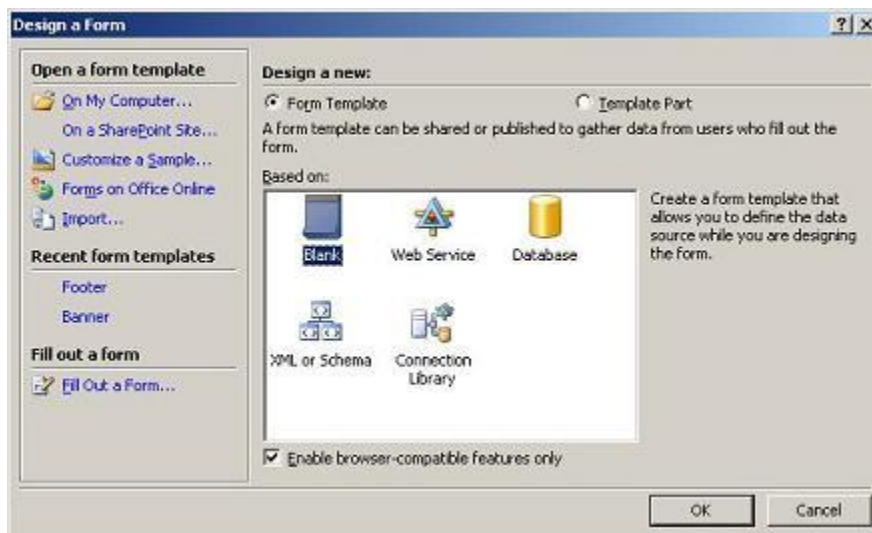 Design a Form
Open a form template
On My Computer...
On a SharePoint Site...
Customize a Sample...
Forms on Office Online
Import...
Recent form templates
Footer
Banner
Fill out a form
Fill Out a Form...
Design a new:
Form Template
Template Part
A form template can be shared or published to gather data from users who fill out the
form.
Based on:
Blank
Web Service
Database
XML or Schema
Connection
Library
Create a form template that
allows you to define the data
source while you are designing
the form.
Enable browser-compatible features only
OK
Cancel